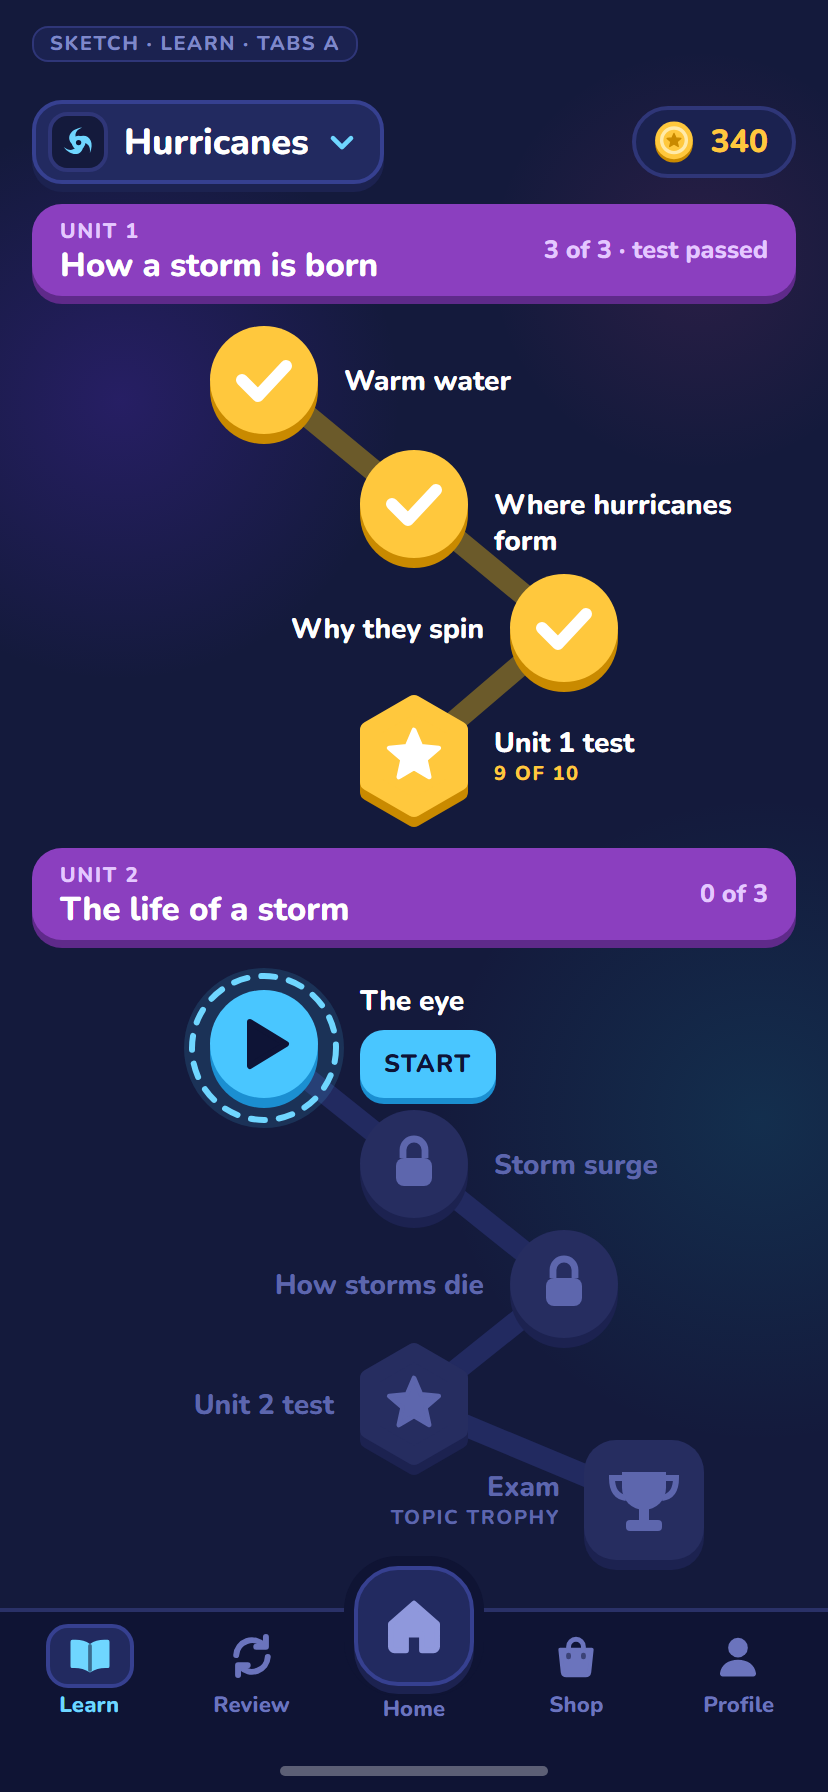 SKETCH · LEARN · TABS A
Hurricanes
340
UNIT 1
How a storm is born
3 of 3 · test passed
Warm water
Where hurricanes
form
Why they spin
Unit 1 test
9 OF 10
UNIT 2
The life of a storm
0 of 3
The eye
START
Storm surge
How storms die
Unit 2 test
Exam
TOPIC TROPHY
Learn
Review
Home
Shop
Profile